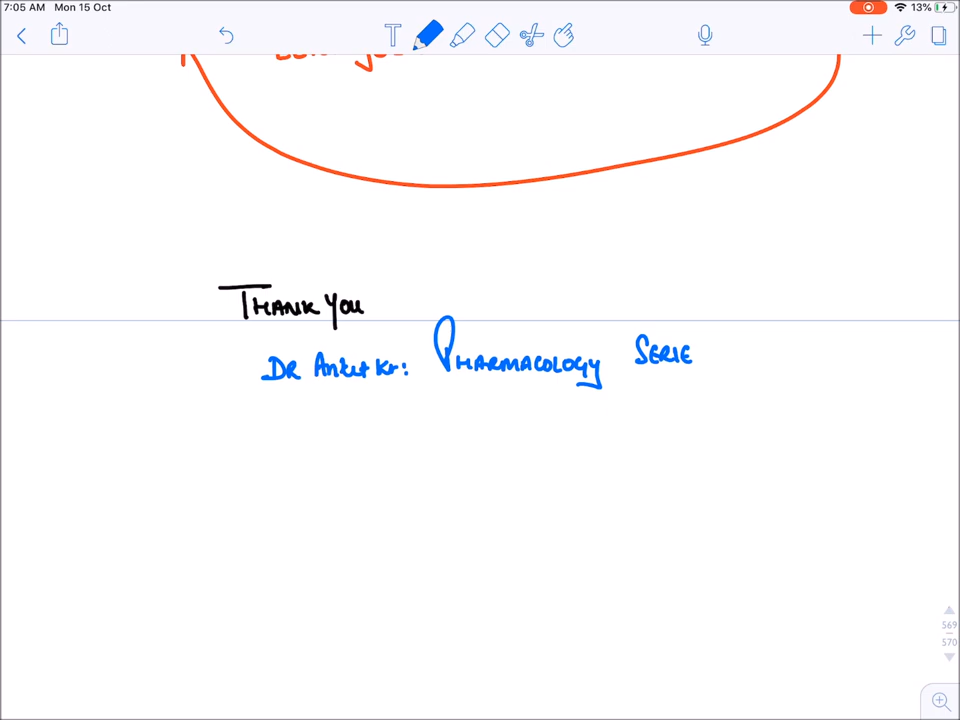 7:05 AM Mon 15 Oct 13%
T
THANK YOU
DR Ankit Kr: PHARMACOLOGY SERIE
569
570